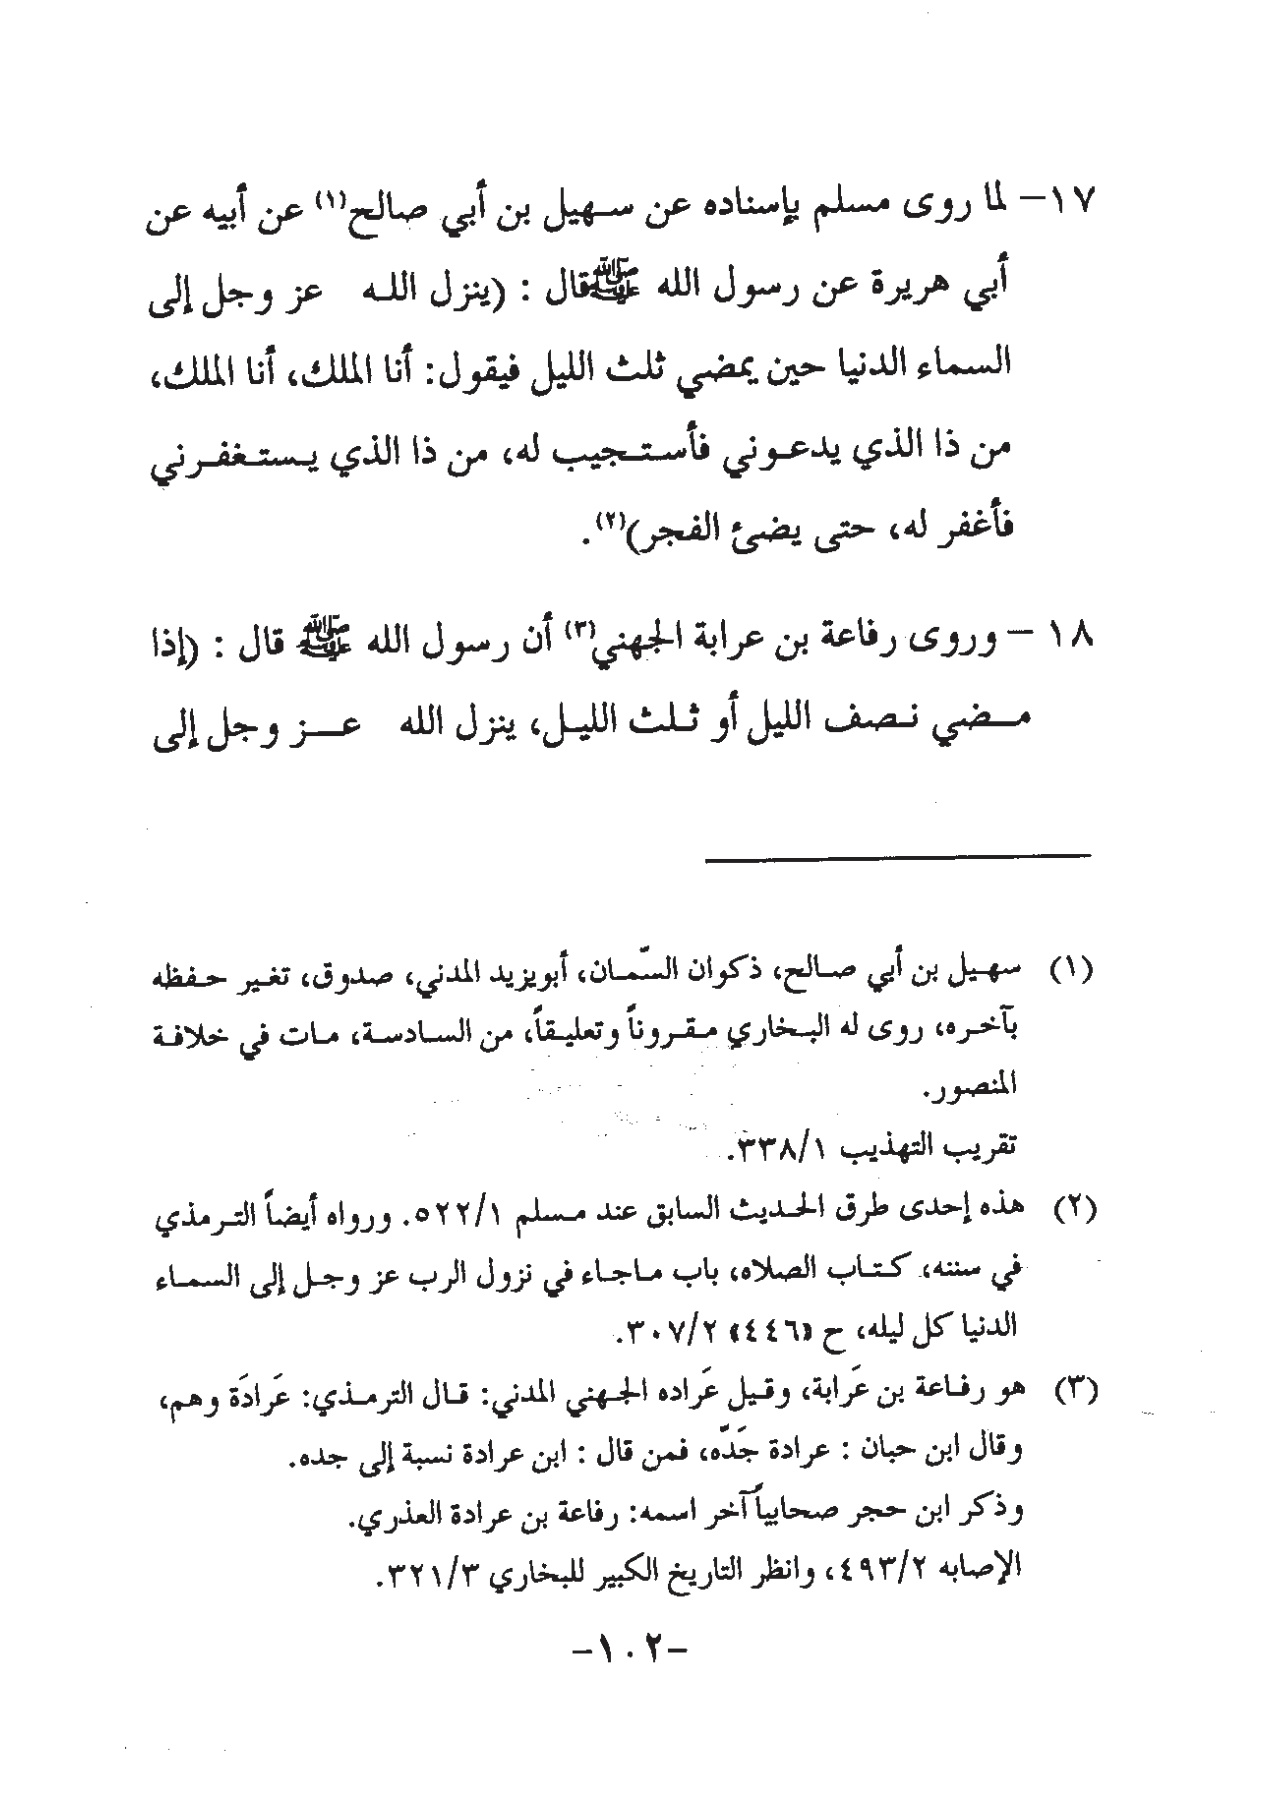 ١٧- لما روى مسلم بإسناده عن سهيل بن أبي صالح(١) عن أبيه عن
أبي هريرة عن رسول الله ﷺ قال : (ينزل الله عز وجل إلى
السماء الدنيا حين يمضي ثلث الليل فيقول: أنا الملك، أنا الملك،
من ذا الذي يدعوني فأستجيب له، من ذا الذي يستغفرني
فأغفر له، حتى يضئ الفجر)(٢).
١٨ - وروى رفاعة بن عرابة الجهني(٣) أن رسول الله ﷺ قال : (إذا
مضي نصف الليل أو ثلث الليل، ينزل الله عز وجل إلى
(١) سهيل بن أبي صالح، ذكوان السّمان، أبويزيد المدني، صدوق، تغير حفظه
بآخره، روى له البخاري مقروناً وتعليقاً، من السادسة، مات في خلافة
المنصور.
تقريب التهذيب ٣٣٨/١.
(٢) هذه إحدى طرق الحديث السابق عند مسلم ٥٢٢/١. ورواه أيضاً الترمذي
في سننه، كتاب الصلاه، باب ماجاء في نزول الرب عز وجل إلى السماء
الدنيا كل ليله، ح «٤٤٦» ٣٠٧/٢.
(٣) هو رفاعة بن عَرابة، وقيل عَراده الجهني المدني: قال الترمذي: عَرادَة وهم،
وقال ابن حبان : عرادة جَدّه، فمن قال : ابن عرادة نسبة إلى جده.
وذكر ابن حجر صحابياً آخر اسمه: رفاعة بن عرادة العذري.
الإصابه ٤٩٣/٢، وانظر التاريخ الكبير للبخاري ٣٢١/٣.
-١٠٢-